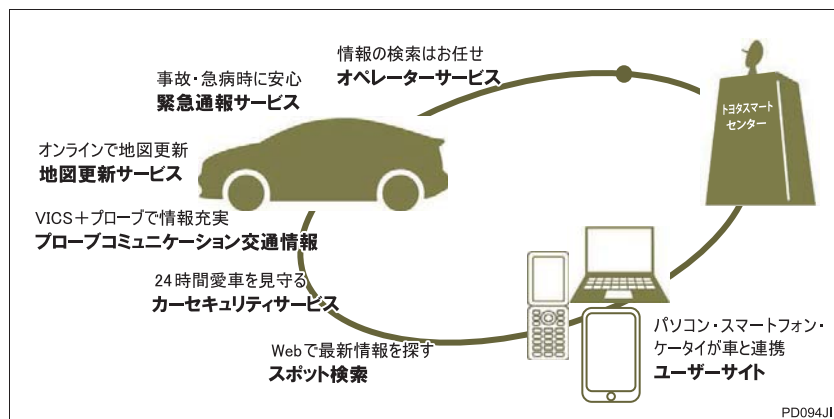 情報の検索はお任せ
オペレーターサービス
事故・急病時に安心
緊急通報サービス
トヨタスマート
センター
オンラインで地図更新
地図更新サービス
VICS＋プローブで情報充実
プローブコミュニケーション交通情報
24時間愛車を見守る
カーセキュリティサービス
Webで最新情報を探す
スポット検索
パソコン・スマートフォン・
ケータイが車と連携
ユーザーサイト
PD094JI